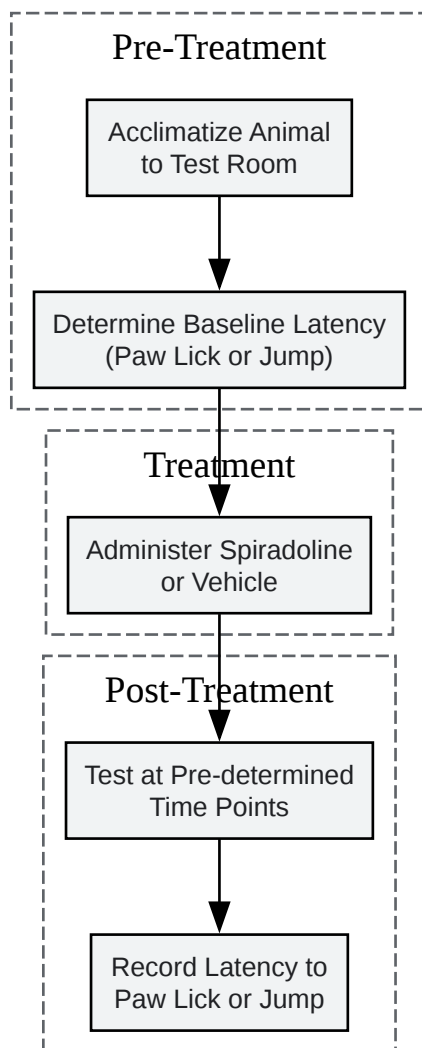 Pre-Treatment
Acclimatize Animal
to Test Room
Determine Baseline Latency
(Paw Lick or Jump)
Treatment
Administer Spiradoline
or Vehicle
Post-Treatment
Test at Pre-determined
Time Points
Record Latency to
Paw Lick or Jump